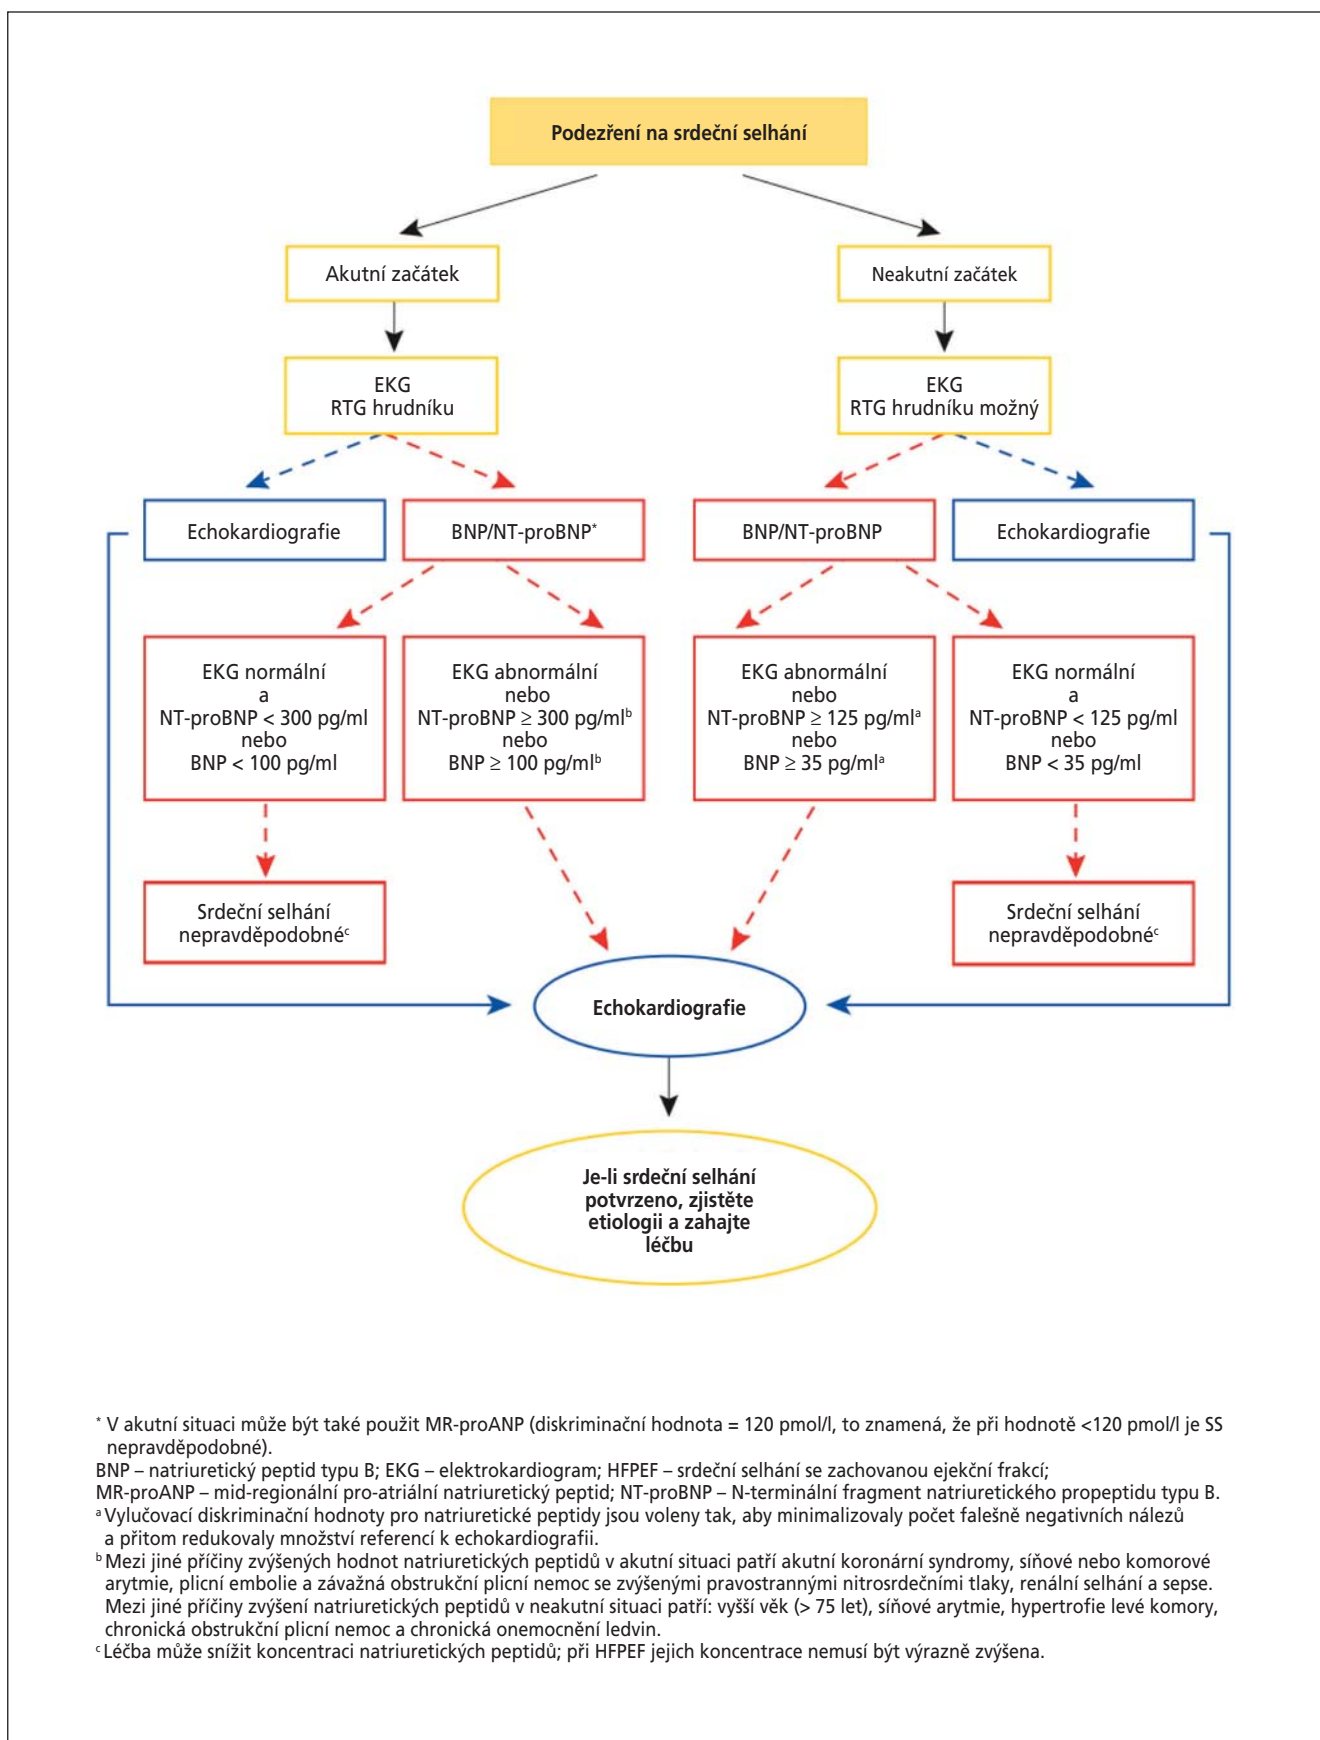 Podezření na srdeční selhání
Akutní začátek
Neakutní začátek
EKG
RTG hrudníku
EKG
RTG hrudníku možný
Echokardiografie
BNP/NT-proBNP*
BNP/NT-proBNP
Echokardiografie
EKG normální
a
NT-proBNP < 300 pg/ml
nebo
BNP < 100 pg/ml
EKG abnormální
nebo
NT-proBNP ≥ 300 pg/mlᵇ
nebo
BNP ≥ 100 pg/mlᵇ
EKG abnormální
nebo
NT-proBNP ≥ 125 pg/mlᵃ
nebo
BNP ≥ 35 pg/mlᵃ
EKG normální
a
NT-proBNP < 125 pg/ml
nebo
BNP < 35 pg/ml
Srdeční selhání
nepravděpodobnéᶜ
Srdeční selhání
nepravděpodobnéᶜ
Echokardiografie
Je-li srdeční selhání
potvrzeno, zjistěte
etiologii a zahajte
léčbu
* V akutní situaci může být také použit MR-proANP (diskriminační hodnota = 120 pmol/l, to znamená, že při hodnotě <120 pmol/l je SS
nepravděpodobné).
BNP – natriuretický peptid typu B; EKG – elektrokardiogram; HFPEF – srdeční selhání se zachovanou ejekční frakcí;
MR-proANP – mid-regionální pro-atriální natriuretický peptid; NT-proBNP – N-terminální fragment natriuretického propeptidu typu B.
ᵃ Vylučovací diskriminační hodnoty pro natriuretické peptidy jsou voleny tak, aby minimalizovaly počet falešně negativních nálezů
a přitom redukovaly množství referencí k echokardiografii.
ᵇ Mezi jiné příčiny zvýšených hodnot natriuretických peptidů v akutní situaci patří akutní koronární syndromy, síňové nebo komorové
arytmie, plicní embolie a závažná obstrukční plicní nemoc se zvýšenými pravostrannými nitrosrdečními tlaky, renální selhání a sepse.
Mezi jiné příčiny zvýšení natriuretických peptidů v neakutní situaci patří: vyšší věk (> 75 let), síňové arytmie, hypertrofie levé komory,
chronická obstrukční plicní nemoc a chronická onemocnění ledvin.
ᶜ Léčba může snížit koncentraci natriuretických peptidů; při HFPEF jejich koncentrace nemusí být výrazně zvýšena.